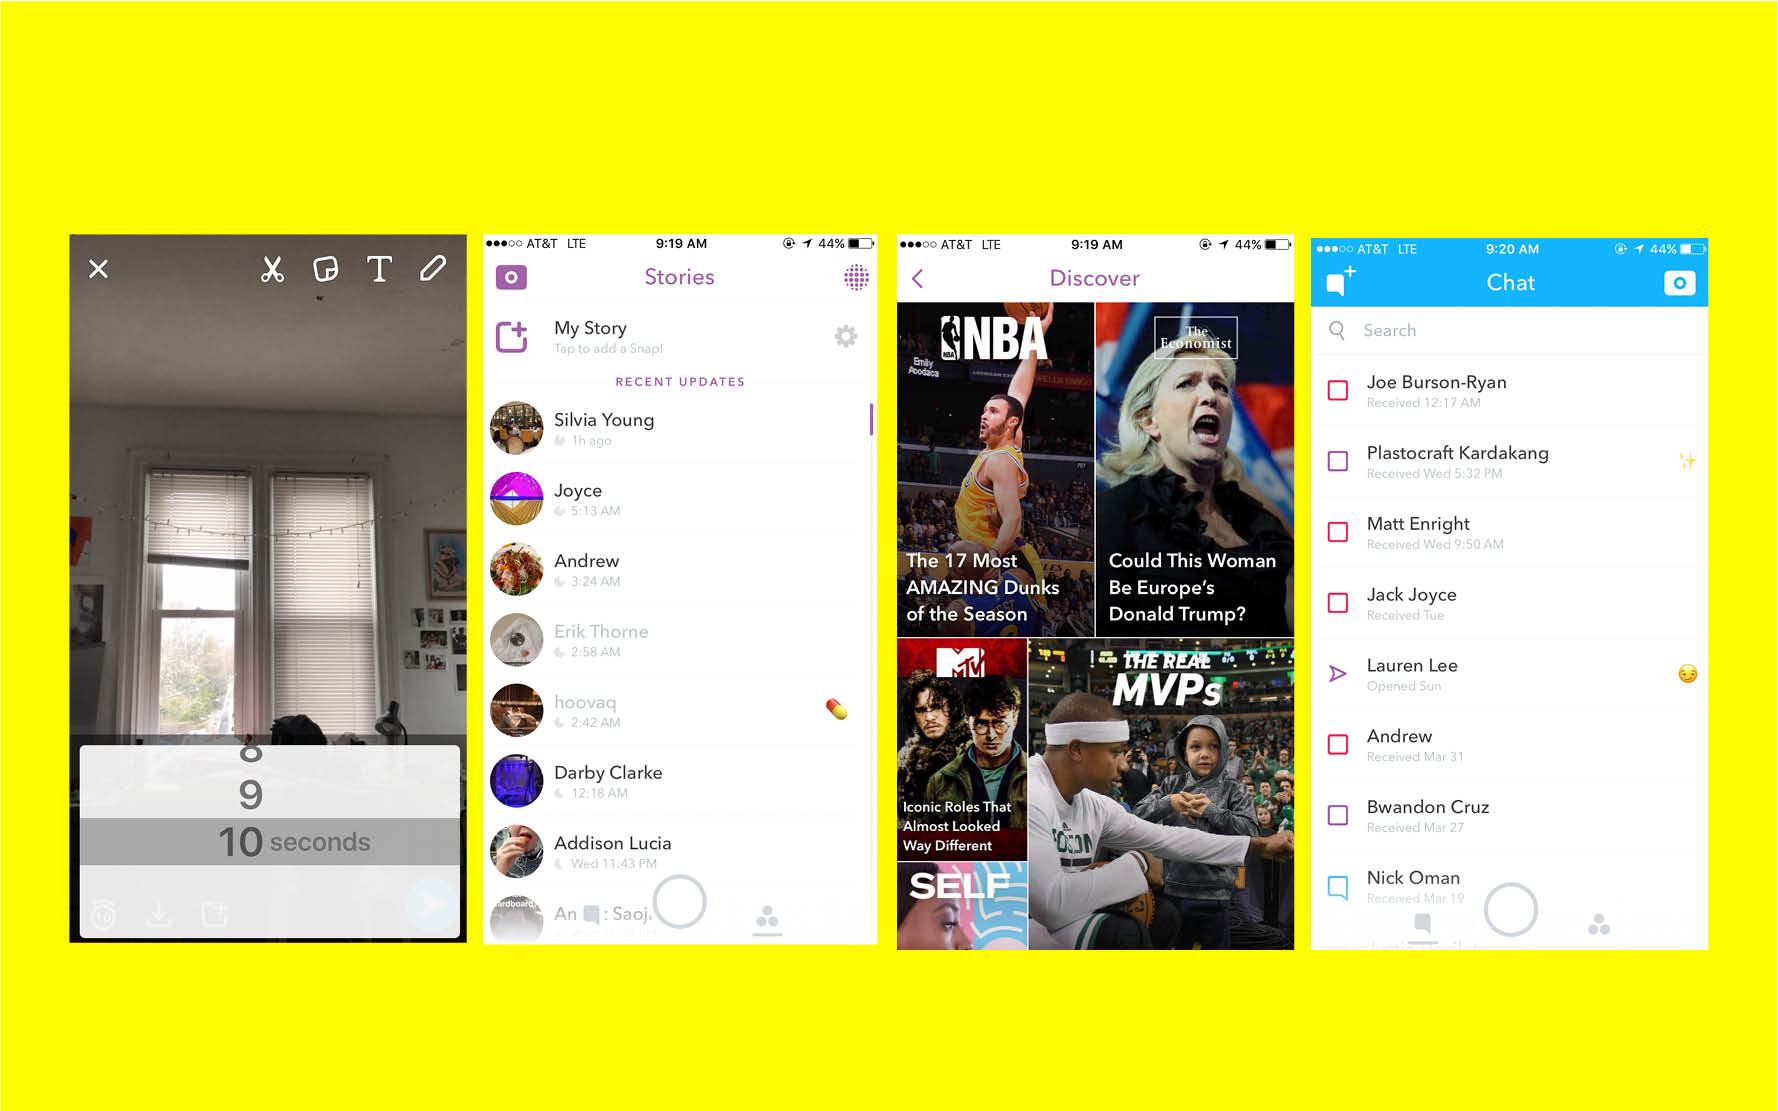 8
9
10 seconds
10
AT&T LTE 9:19 AM 44%
Stories
My Story
Tap to add a Snap!
RECENT UPDATES
Silvia Young
1h ago
Joyce
5:13 AM
Andrew
3:24 AM
Erik Thorne
2:58 AM
hoovaq
2:42 AM
Darby Clarke
12:18 AM
Addison Lucia
Wed 11:43 PM
AT&T LTE 9:19 AM 44%
Discover
NBA
NBA
Emily
Apodaca
The 17 Most
AMAZING Dunks
of the Season
The
Economist
Could This Woman
Be Europe's
Donald Trump?
MTV
Iconic Roles That
Almost Looked
Way Different
THE REAL
MVPs
BOSTON
SELF
AT&T LTE 9:20 AM 44%
Chat
Search
Joe Burson-Ryan
Received 12:17 AM
Plastocraft Kardakang
Received Wed 5:32 PM
Matt Enright
Received Wed 9:50 AM
Jack Joyce
Received Tue
Lauren Lee
Opened Sun
Andrew
Received Mar 31
Bwandon Cruz
Received Mar 27
Nick Oman
Received Mar 19